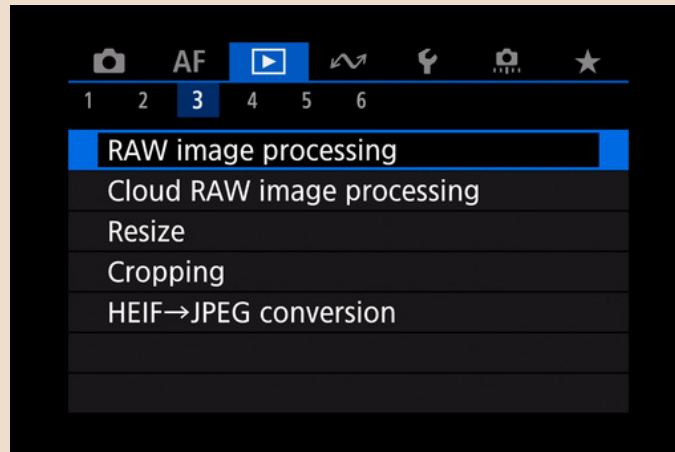 AF
1 2 3 4 5 6
RAW image processing
Cloud RAW image processing
Resize
Cropping
HEIF→JPEG conversion